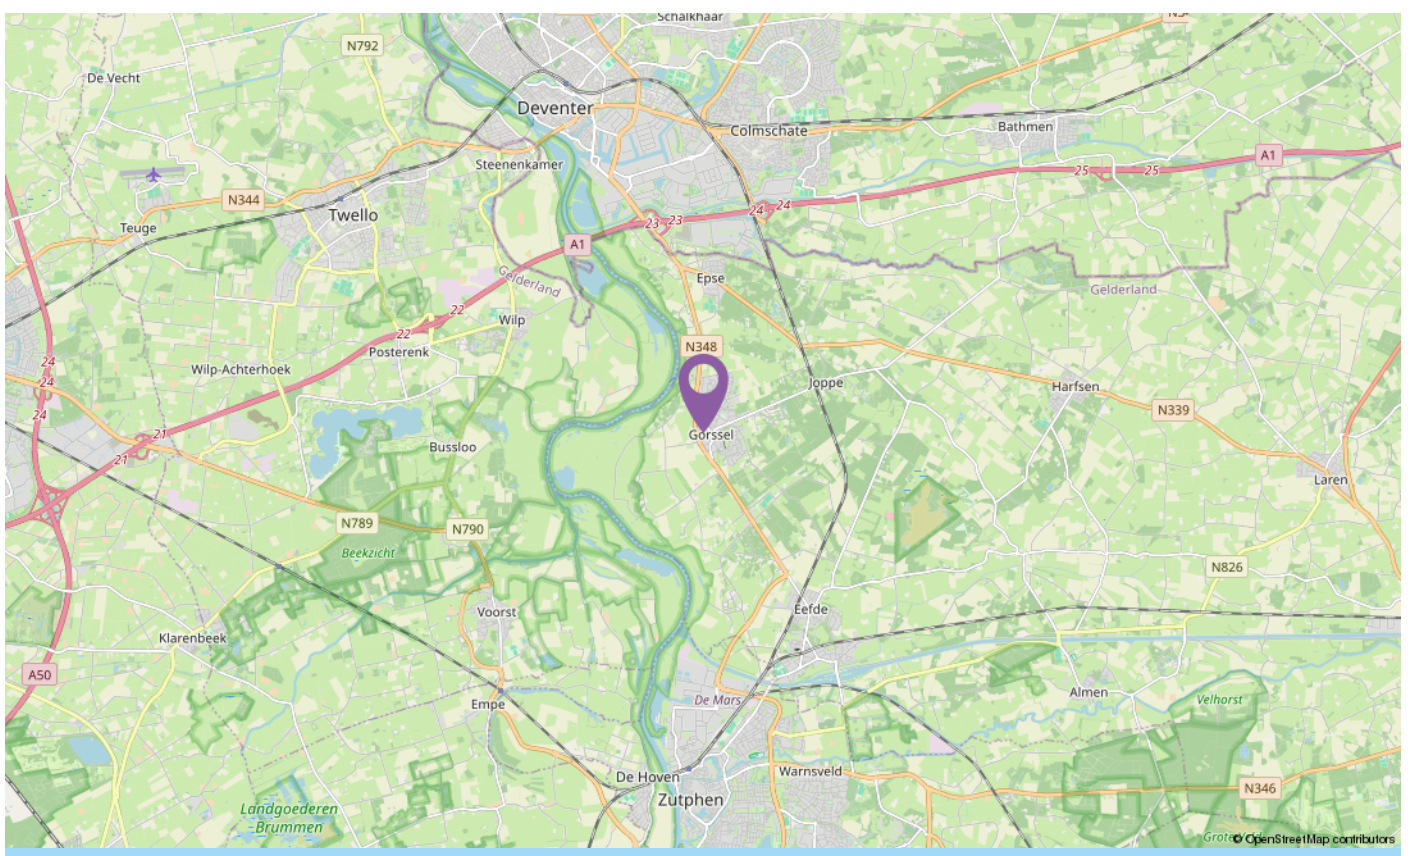 Schalkhaar
N792
De Vecht
Deventer
Colmschate
Bathmen
A1
Steenenkamer
25
25
N344
Twello
24
24
23
23
Teuge
A1
Epse
Gelderland
Gelderland
22
Wilp
22
N348
Posterenk
24
Wilp-Achterhoek
24
Joppe
Harfsen
24
N339
21
Gorssel
Bussloo
21
Laren
N789
N790
Beekzicht
N826
Voorst
Eefde
Klarenbeek
A50
De Mars
Almen
Velhorst
Empe
De Hoven
Warnsveld
Zutphen
N346
Landgoederen
Brummen
© OpenStreetMap contributors